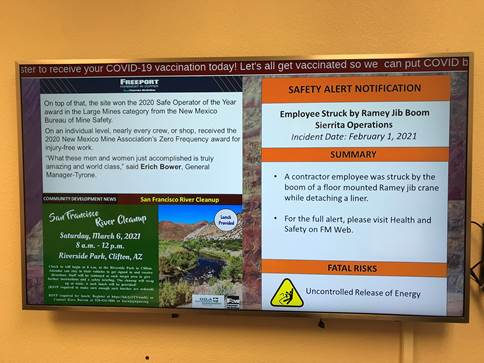 ster to receive your COVID-19 vaccination today! Let's all get vaccinated so we can put COVID b
FREEPORT
On top of that, the site won the 2020 Safe Operator of the Year
award in the Large Mines category from the New Mexico
Bureau of Mine Safety.
On an individual level, nearly every crew, or shop, received the
2020 New Mexico Mine Association's Zero Frequency award for
injury-free work.
"What these men and women just accomplished is truly
amazing and world class," said Erich Bower, General
Manager-Tyrone.
COMMUNITY DEVELOPMENT NEWS
San Francisco River Cleanup
San Francisco
River Cleanup
Lunch
Provided
Saturday, March 6, 2021
8 a.m. - 12 p.m.
Riverside Park, Clifton, AZ
SAFETY ALERT NOTIFICATION
Employee Struck by Ramey Jib Boom
Sierrita Operations
Incident Date: February 1, 2021
SUMMARY
• A contractor employee was struck by the
boom of a floor mounted Ramey jib crane
while detaching a liner.
• For the full alert, please visit Health and
Safety on FM Web.
FATAL RISKS
Uncontrolled Release of Energy